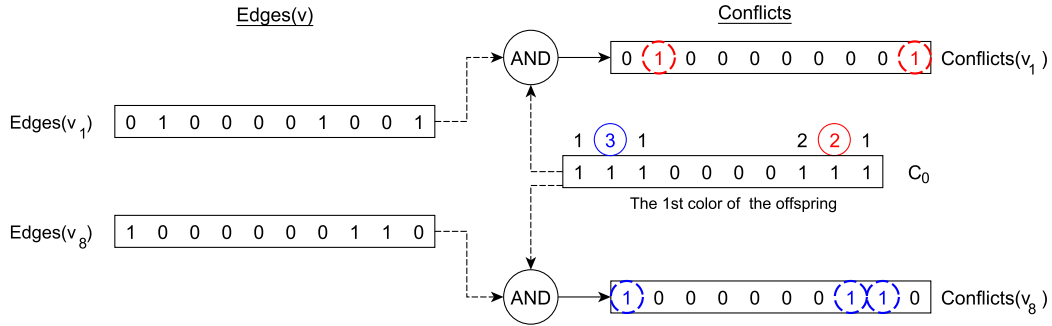 Edges(v)
Conflicts
AND
0 1 0 0 0 0 0 0 0 1
Conflicts(v1)
Edges(v1)
0 1 0 0 0 0 1 0 0 1
1 3 1 2 2 1
1 1 1 0 0 0 0 1 1 1
C0
The 1st color of the offspring
Edges(v8)
1 0 0 0 0 0 0 1 1 0
AND
1 0 0 0 0 0 0 1 1 0
Conflicts(v8)